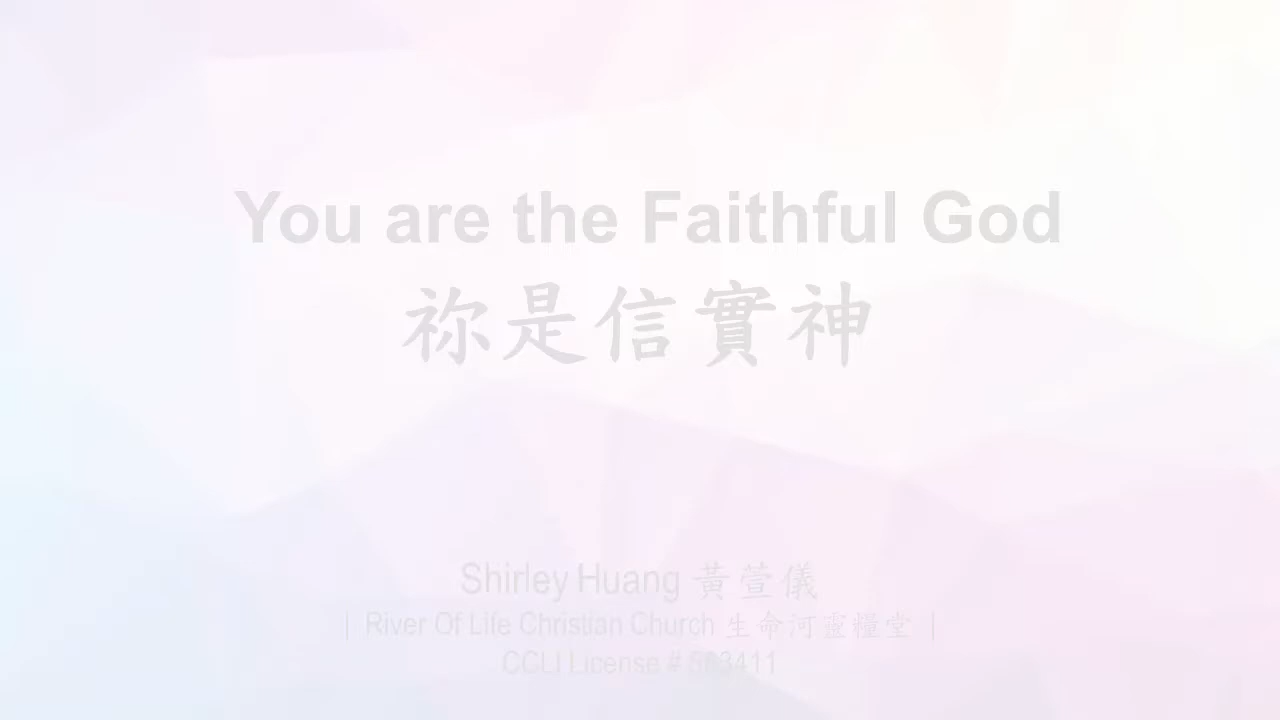 You are the Faithful God
祢是信實神
Shirley Huang 黃萱儀
| River Of Life Christian Church 生命河靈糧堂 |
CCLI License # 583411